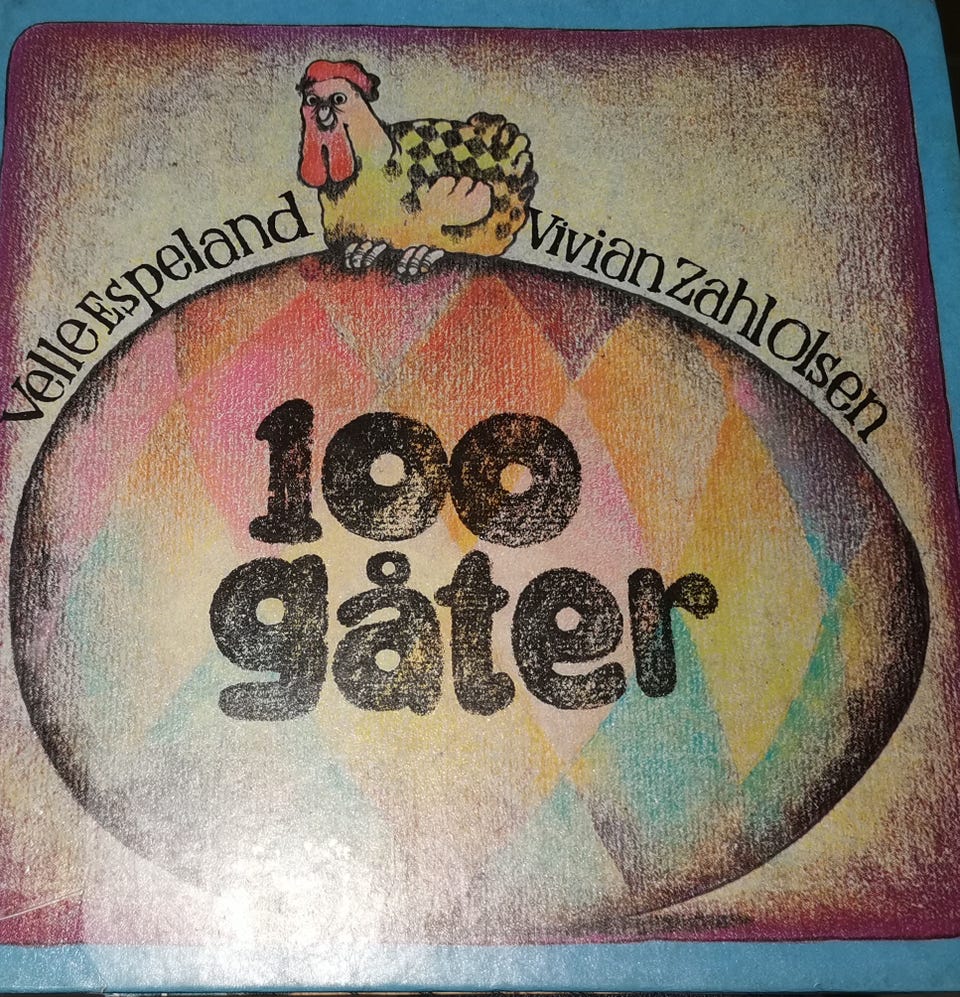 Velle Espeland
Vivian Zahl Olsen
100
gåter